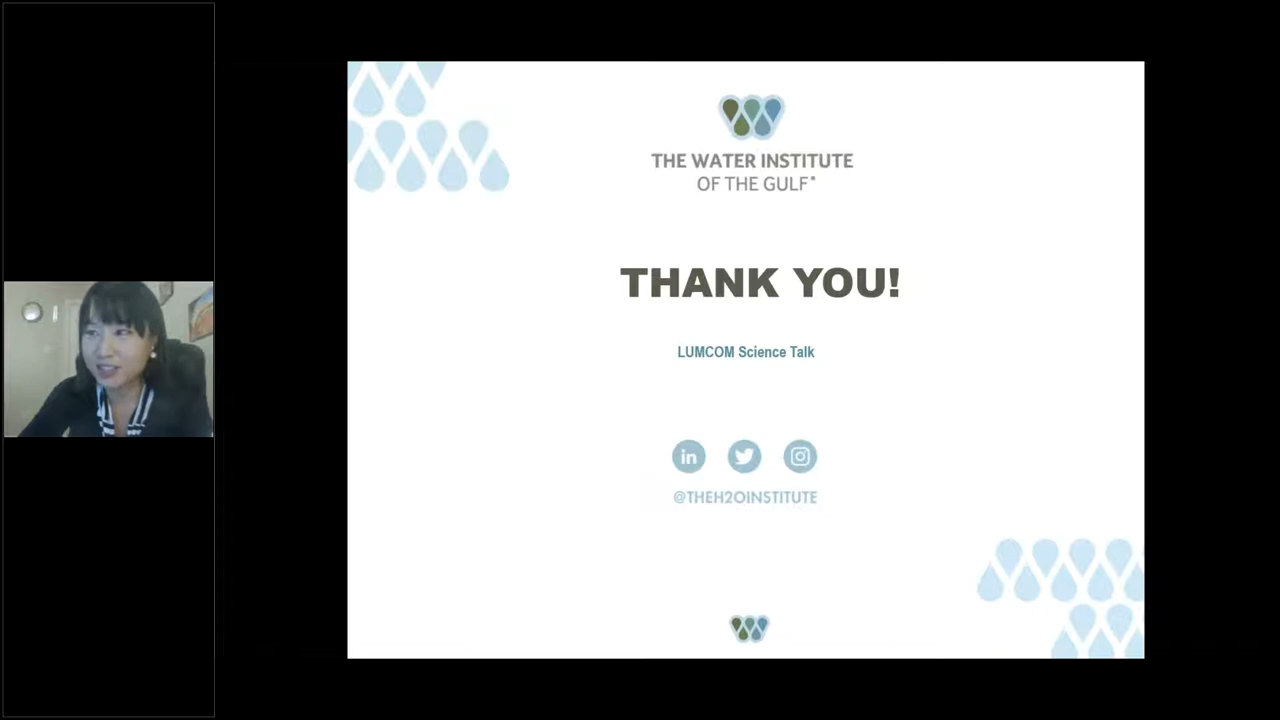 THE WATER INSTITUTE
OF THE GULF®
THANK YOU!
LUMCOM Science Talk
in
@THEH2OINSTITUTE